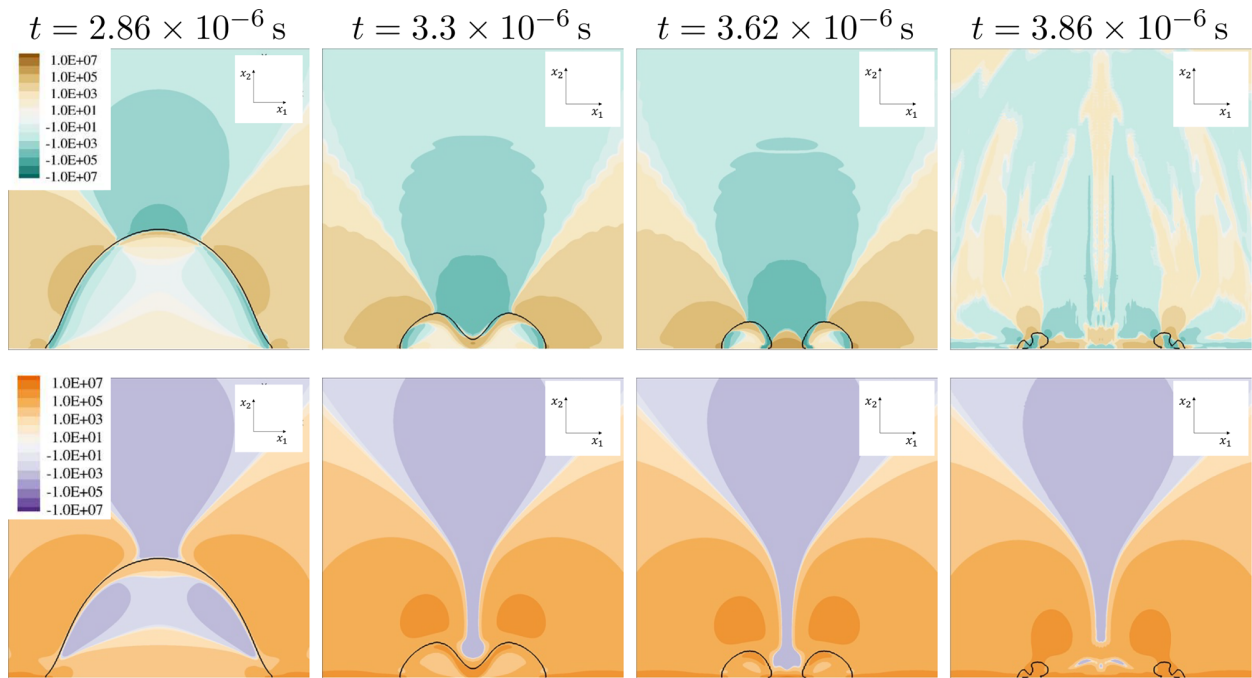 t = 2.86 × 10⁻⁶ s
t = 3.3 × 10⁻⁶ s
t = 3.62 × 10⁻⁶ s
t = 3.86 × 10⁻⁶ s
1.0E+07
1.0E+05
1.0E+03
1.0E+01
-1.0E+01
-1.0E+03
-1.0E+05
-1.0E+07
x₂
x₁
x₂
x₁
x₂
x₁
x₂
x₁
1.0E+07
1.0E+05
1.0E+03
1.0E+01
-1.0E+01
-1.0E+03
-1.0E+05
-1.0E+07
x₂
x₁
x₂
x₁
x₂
x₁
x₂
x₁